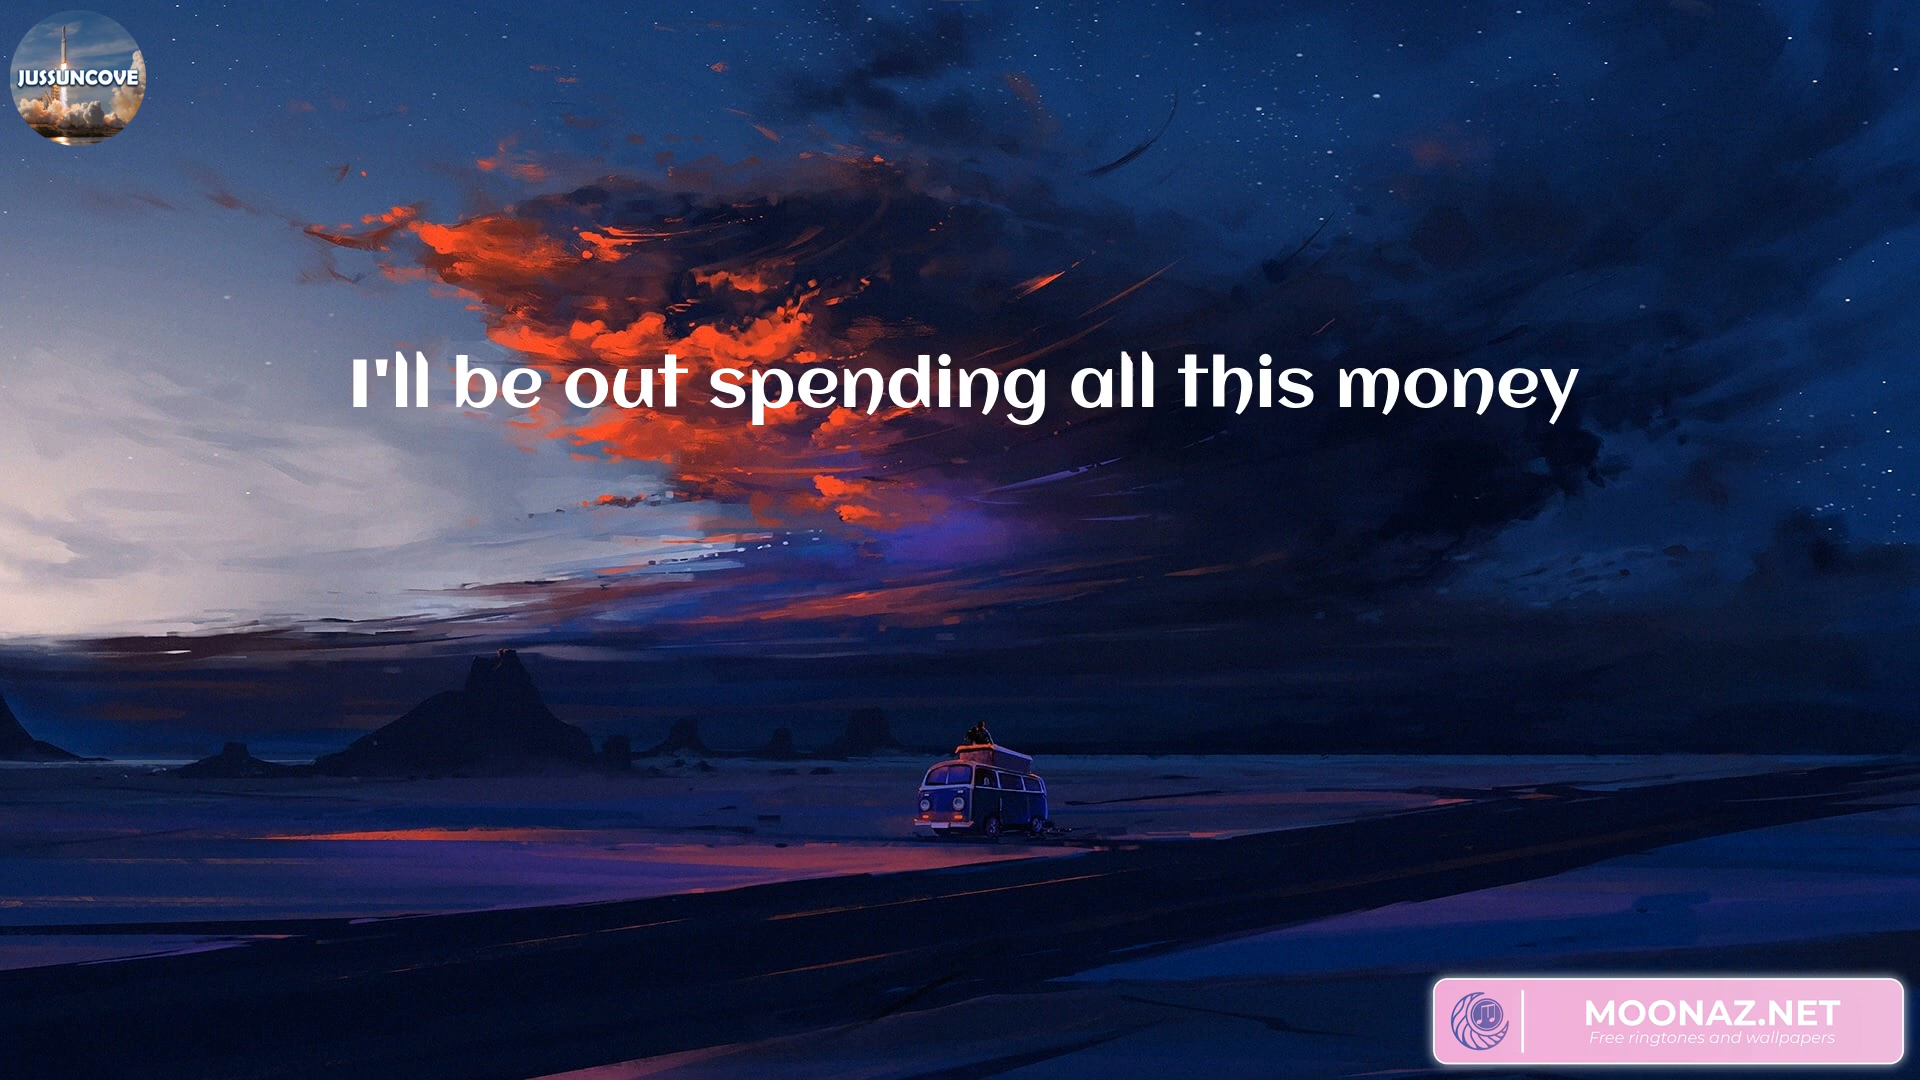 JUSSUNCOVE
I'll be out spending all this money
MOONAZ.NET
Free ringtones and wallpapers